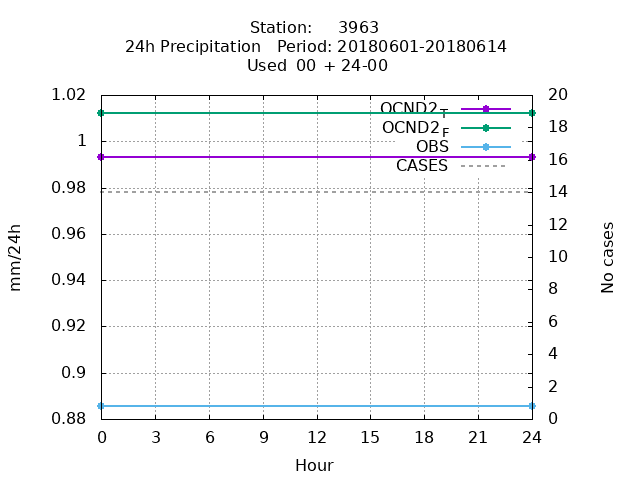 Station: 3963
24h Precipitation Period: 20180601-20180614
Used 00 + 24-00
1.02
1
0.98
0.96
0.94
0.92
0.9
0.88
mm/24h
OCND2_T
OCND2_F
OBS
CASES
20
18
16
14
12
10
8
6
4
2
0
No cases
0 3 6 9 12 15 18 21 24
Hour